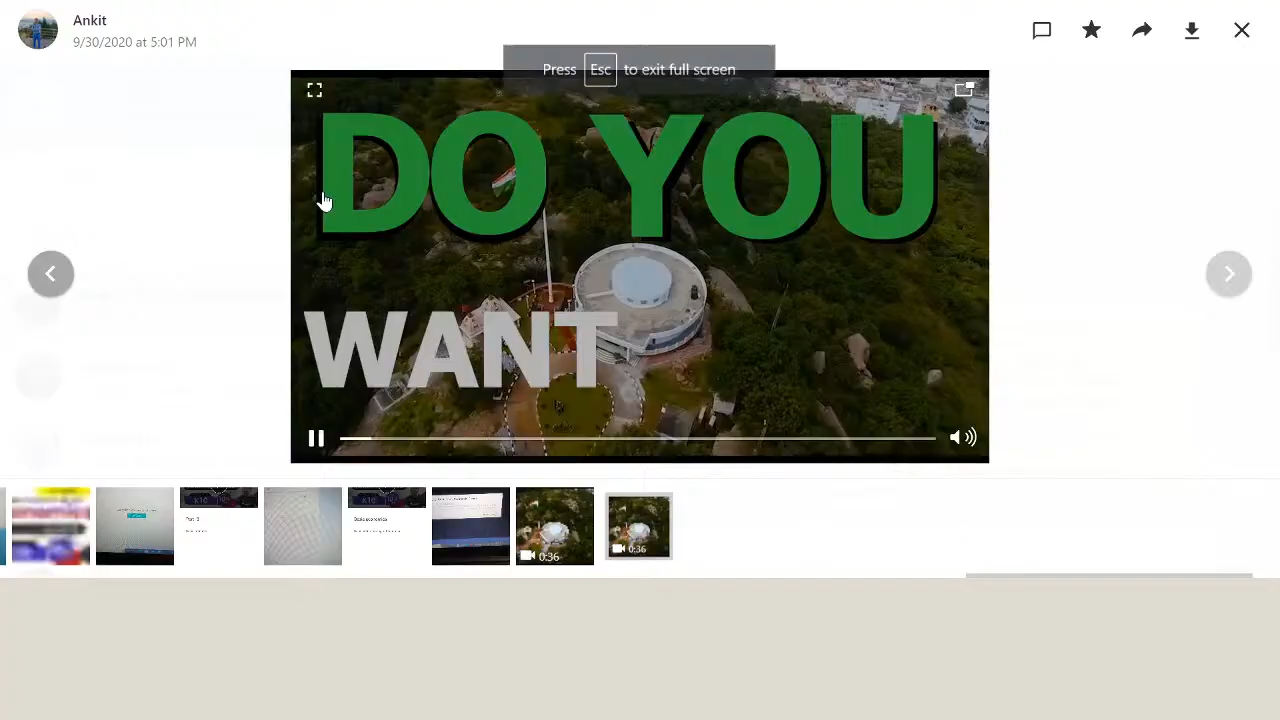 Ankit
9/30/2020 at 5:01 PM
Press Esc to exit full screen
DO YOU
WANT
0:36
0:36